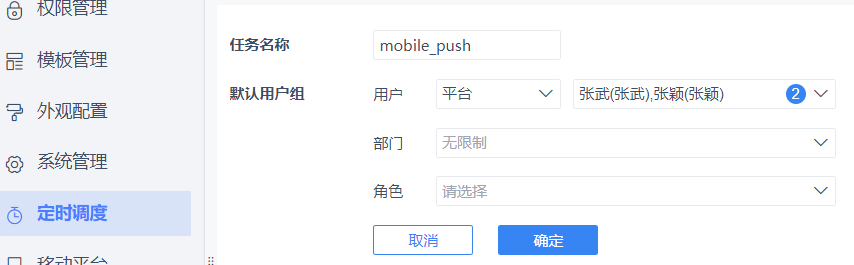 权限管理
模板管理
外观配置
系统管理
定时调度
移动平台
任务名称 mobile_push
默认用户组 用户 平台 张武(张武),张颖(张颖) 2
部门 无限制
角色 请选择
取消 确定